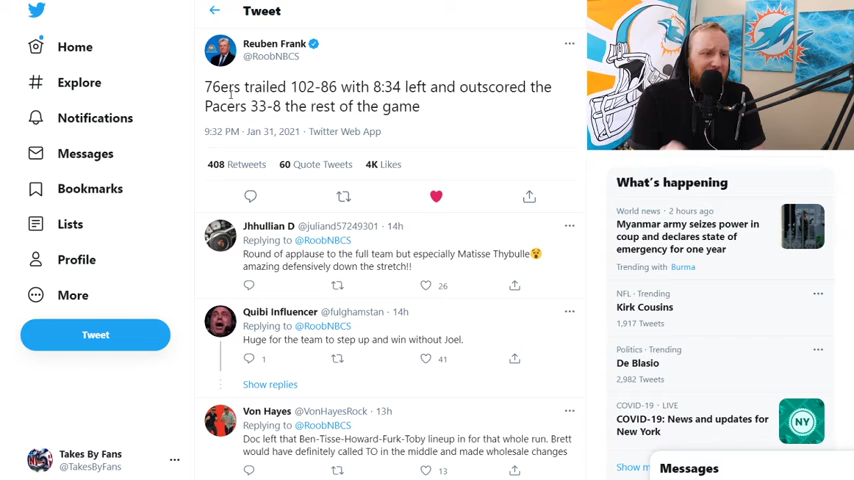 Home
Explore
Notifications
Messages
Bookmarks
Lists
Profile
More
Tweet
Takes By Fans
@TakesByFans
Tweet
Reuben Frank
@RoobNBCS
76ers trailed 102-86 with 8:34 left and outscored the
Pacers 33-8 the rest of the game
9:32 PM · Jan 31, 2021 · Twitter Web App
408 Retweets 60 Quote Tweets 4K Likes
Jhhullian D @juliand57249301 · 14h
Replying to @RoobNBCS
Round of applause to the full team but especially Matisse Thybulle😵
amazing defensively down the stretch!!
26
Quibi Influencer @fulghamstan · 14h
Replying to @RoobNBCS
Huge for the team to step up and win without Joel.
1 41
Show replies
Von Hayes @VonHayesRock · 13h
Replying to @RoobNBCS
Doc left that Ben-Tisse-Howard-Furk-Toby lineup in for that whole run. Brett
would have definitely called TO in the middle and made wholesale changes
13
What's happening
World news · 2 hours ago
Myanmar army seizes power in
coup and declares state of
emergency for one year
Trending with Burma
NFL · Trending
Kirk Cousins
1,917 Tweets
Politics · Trending
De Blasio
2,982 Tweets
COVID-19 · LIVE
COVID-19: News and updates for
New York
NY
Show m
Messages